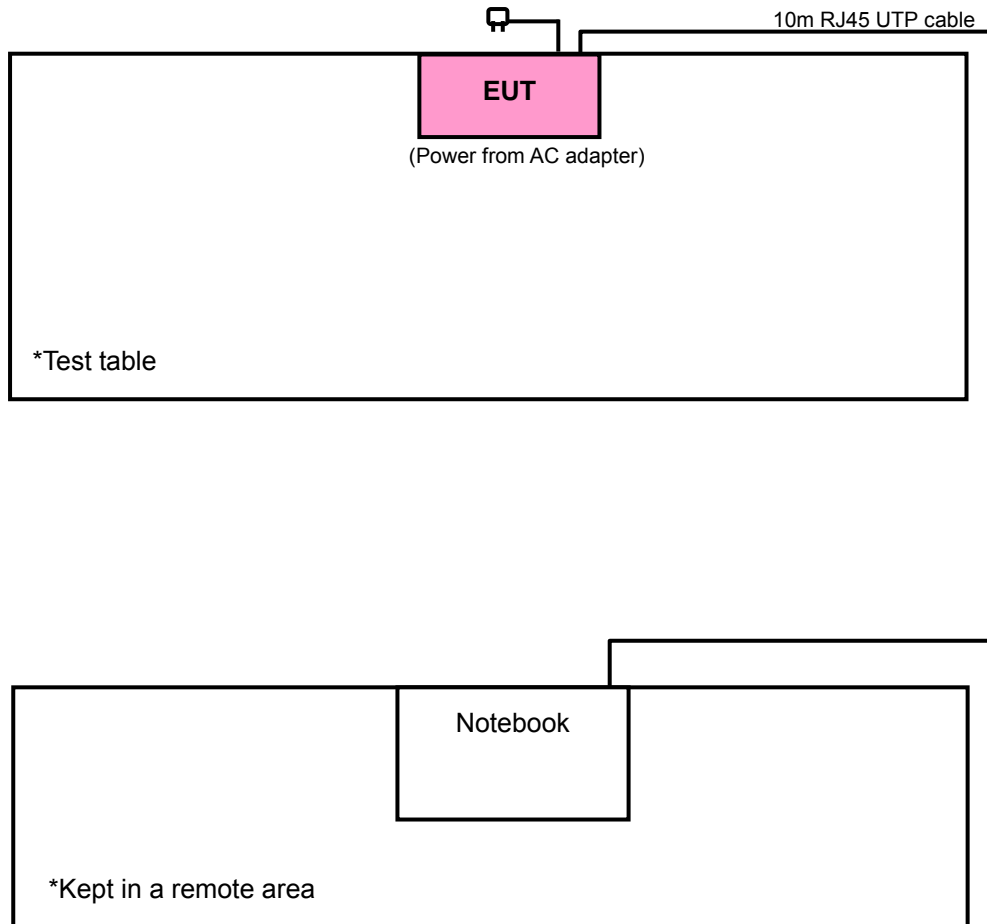 10m RJ45 UTP cable
EUT
(Power from AC adapter)
*Test table
Notebook
*Kept in a remote area